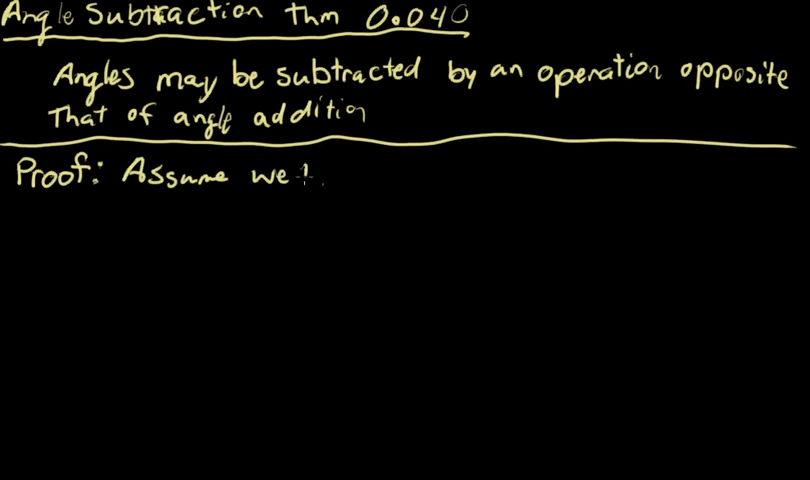 Angle Subtraction thm 0.040
Angles may be subtracted by an operation opposite
That of angle addition
Proof: Assume we